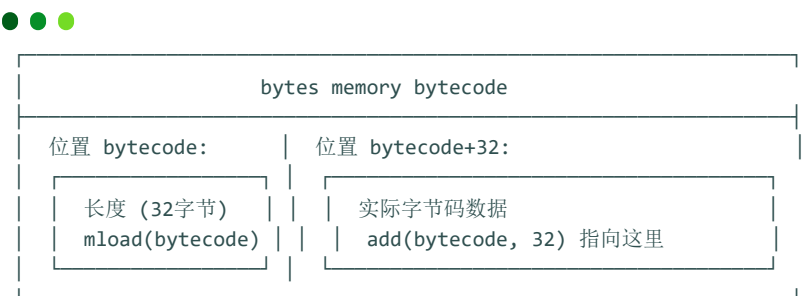 bytes memory bytecode
位置 bytecode: 位置 bytecode+32:
长度 (32字节) 实际字节码数据
mload(bytecode) add(bytecode, 32) 指向这里